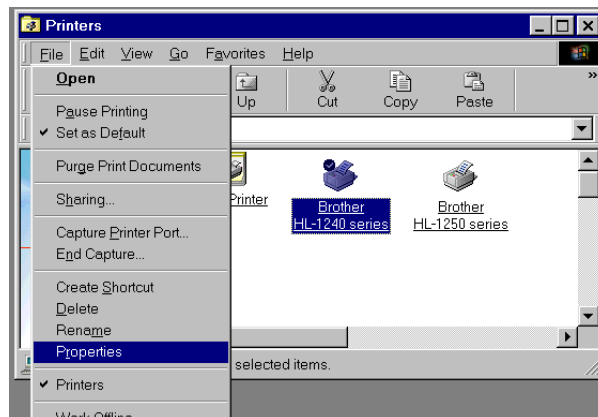 Printers
File Edit View Go Favorites Help
Up Cut Copy Paste »
Open
Pause Printing
Set as Default
Purge Print Documents
Sharing...
Capture Printer Port...
End Capture...
Create Shortcut
Delete
Rename
Properties
Printers
Work Offline
Printer
Brother
HL-1240 series
Brother
HL-1250 series
selected items.